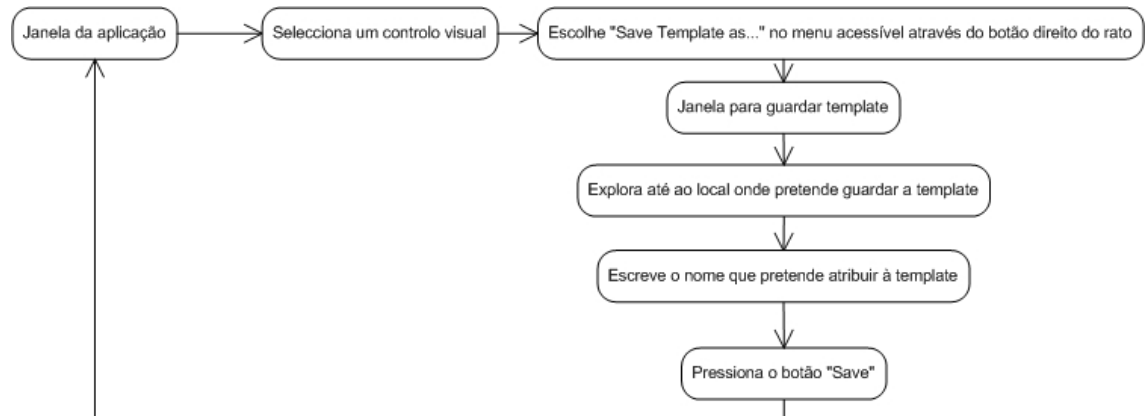 Janela da aplicação
Selecciona um controlo visual
Escolhe "Save Template as..." no menu acessível através do botão direito do rato
Janela para guardar template
Explora até ao local onde pretende guardar a template
Escreve o nome que pretende atribuir à template
Pressiona o botão "Save"